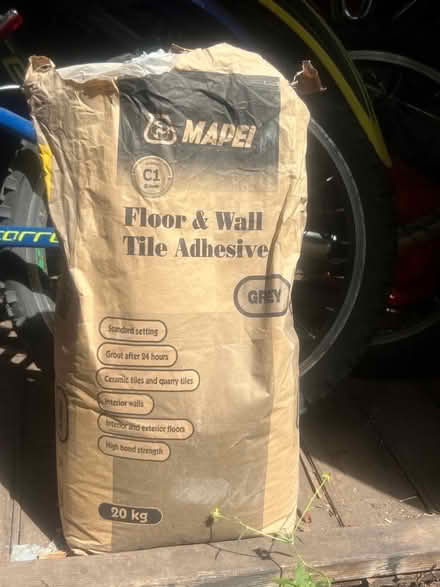 MAPEI
C1
Floor & Wall
Tile Adhesive
GREY
Standard setting
Grout after 24 hours
Ceramic tiles and quarry tiles
Interior walls
Interior and exterior floors
High bond strength
20 kg